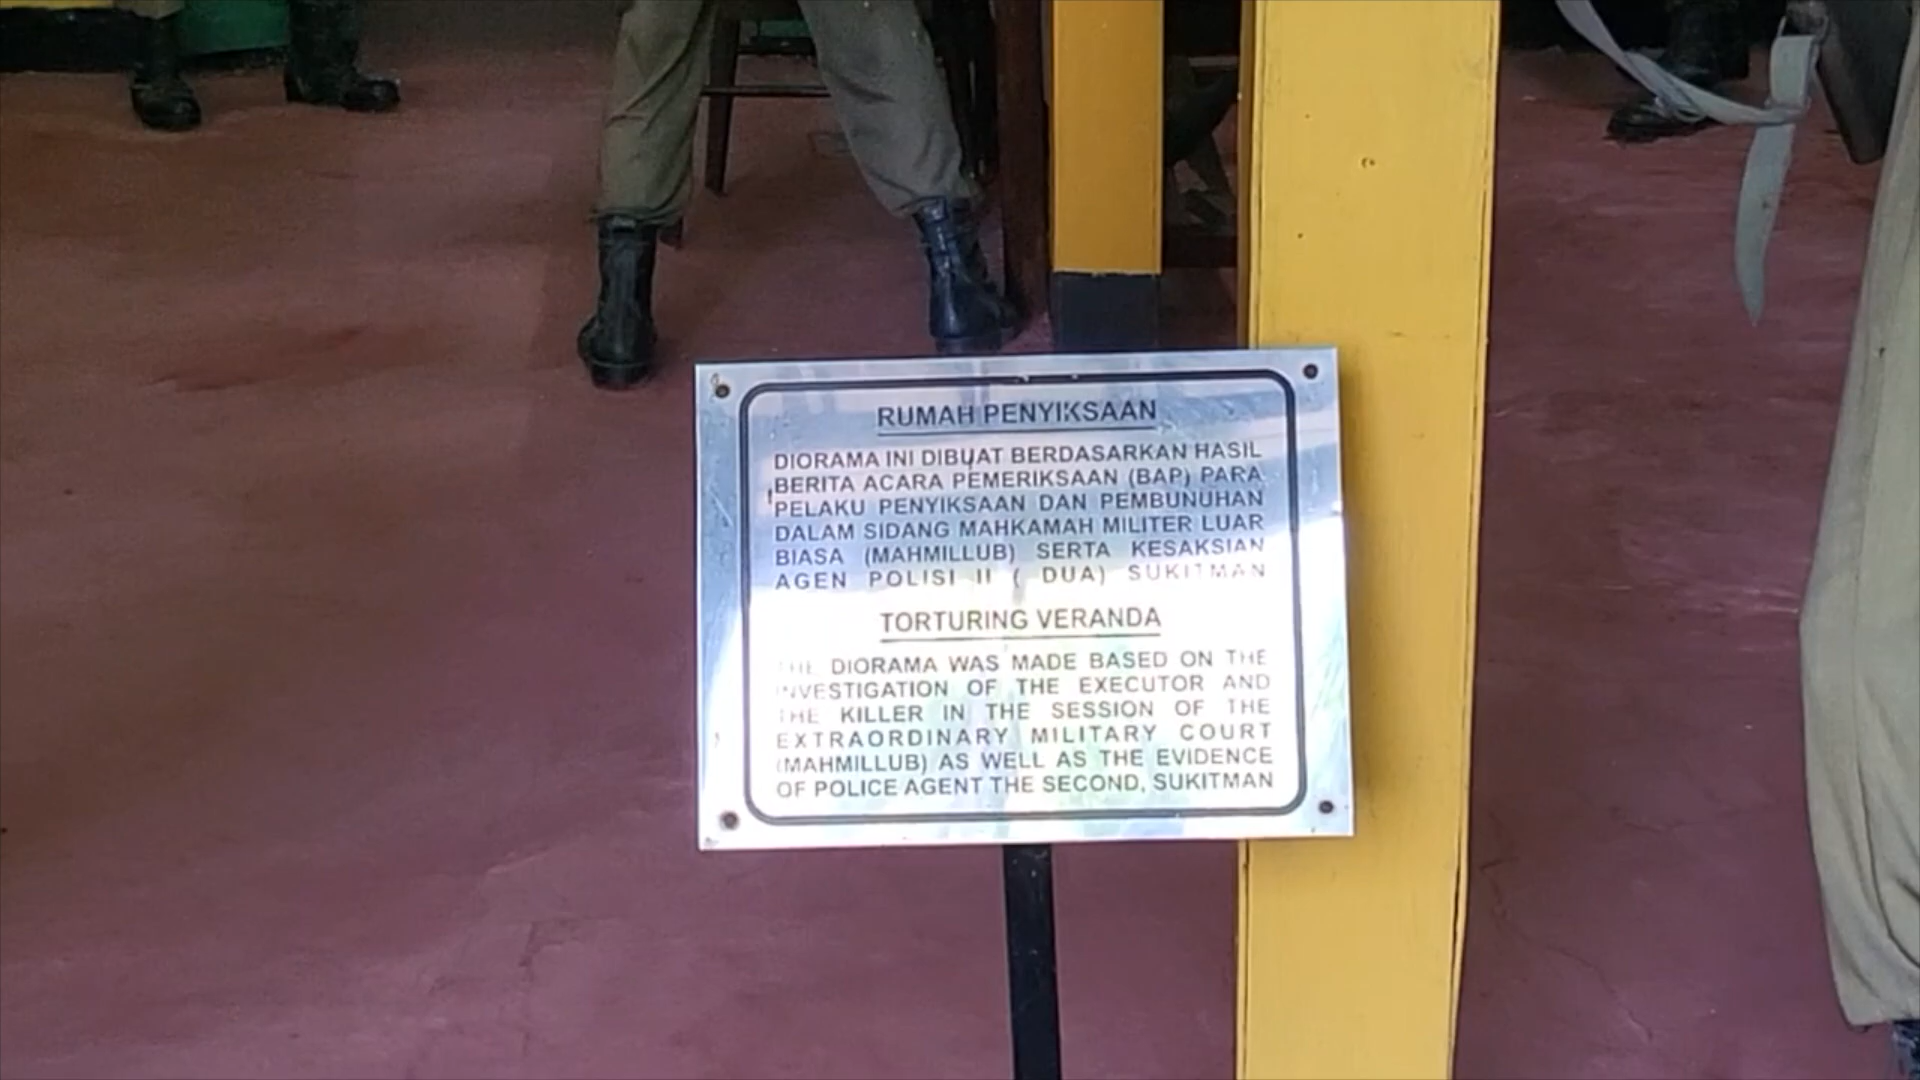 RUMAH PENYIKSAAN
DIORAMA INI DIBUAT BERDASARKAN HASIL
BERITA ACARA PEMERIKSAAN (BAP) PARA
PELAKU PENYIKSAAN DAN PEMBUNUHAN
DALAM SIDANG MAHKAMAH MILITER LUAR
BIASA (MAHMILLUB) SERTA KESAKSIAN
AGEN POLISI II ( DUA) SUKITMAN
TORTURING VERANDA
THE DIORAMA WAS MADE BASED ON THE
INVESTIGATION OF THE EXECUTOR AND
THE KILLER IN THE SESSION OF THE
EXTRAORDINARY MILITARY COURT
(MAHMILLUB) AS WELL AS THE EVIDENCE
OF POLICE AGENT THE SECOND, SUKITMAN